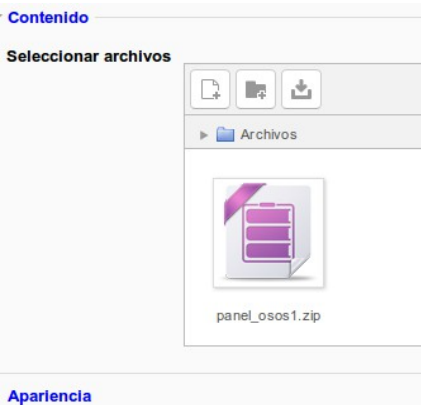 Contenido
Seleccionar archivos
Archivos
panel_osos1.zip
Apariencia